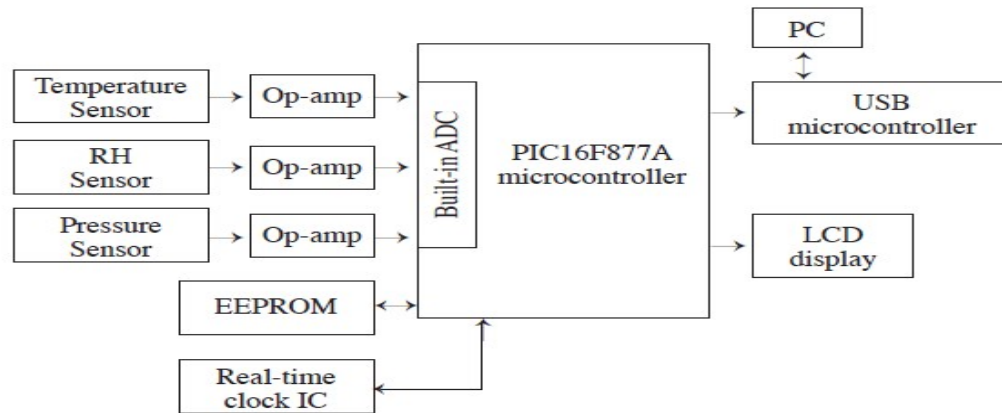 Temperature
Sensor
Op-amp
RH
Sensor
Op-amp
Pressure
Sensor
Op-amp
EEPROM
Real-time
clock IC
Built-in ADC
PIC16F877A
microcontroller
PC
USB
microcontroller
LCD
display